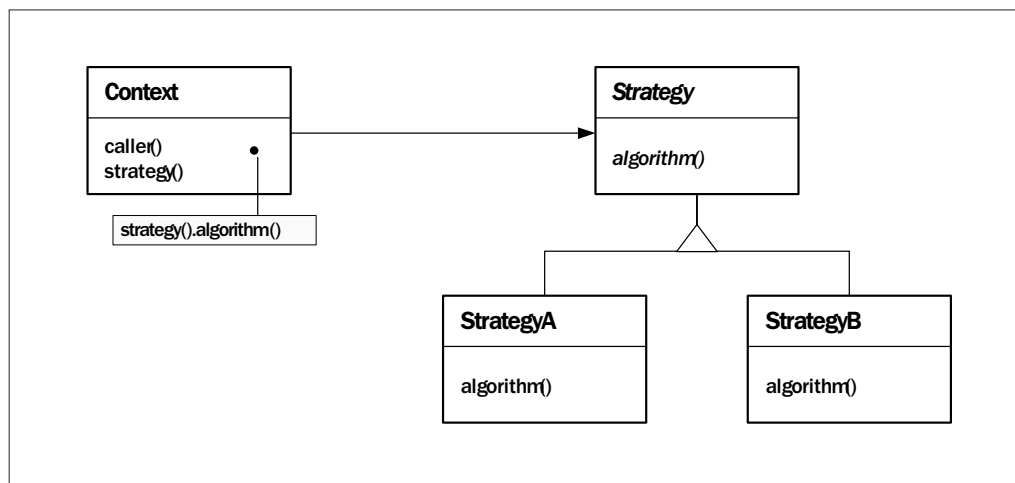 Context
caller()
strategy()
strategy().algorithm()
Strategy
algorithm()
StrategyA
algorithm()
StrategyB
algorithm()